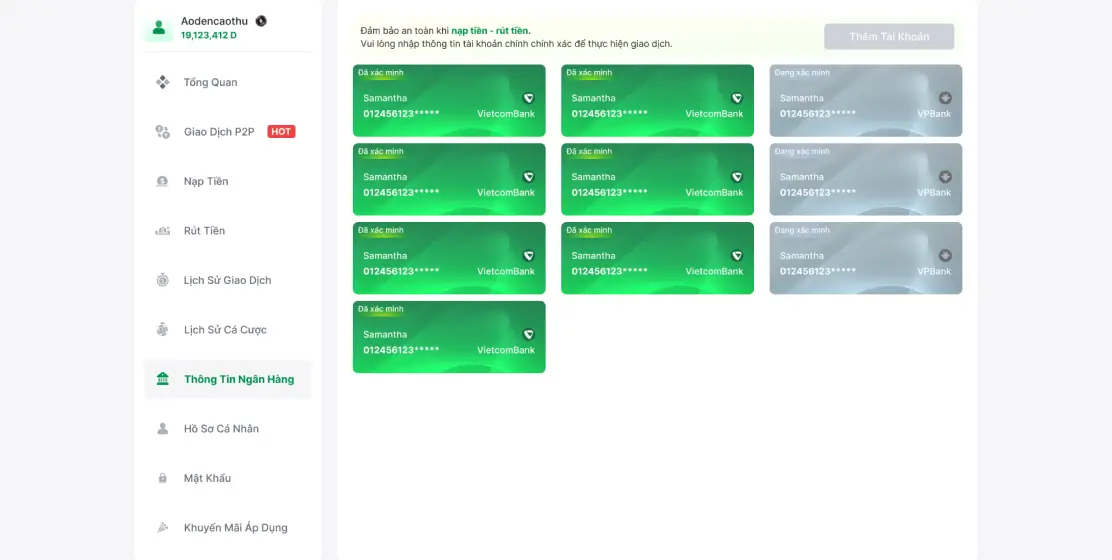 Aodencaothu
19,123,412 D
Tổng Quan
Giao Dịch P2P HOT
Nạp Tiền
Rút Tiền
Lịch Sử Giao Dịch
Lịch Sử Cá Cược
Thông Tin Ngân Hàng
Hồ Sơ Cá Nhân
Mật Khẩu
Khuyến Mãi Áp Dụng
Đảm bảo an toàn khi nạp tiền - rút tiền.
Vui lòng nhập thông tin tài khoản chính chính xác để thực hiện giao dịch.
Thêm Tài Khoản
Đã xác minh
Samantha
012456123***** VietcomBank
Đã xác minh
Samantha
012456123***** VietcomBank
Đang xác minh
Samantha
012456123***** VPBank
Đã xác minh
Samantha
012456123***** VietcomBank
Đã xác minh
Samantha
012456123***** VietcomBank
Đang xác minh
Samantha
012456123***** VPBank
Đã xác minh
Samantha
012456123***** VietcomBank
Đã xác minh
Samantha
012456123***** VietcomBank
Đang xác minh
Samantha
012456123***** VPBank
Đã xác minh
Samantha
012456123***** VietcomBank